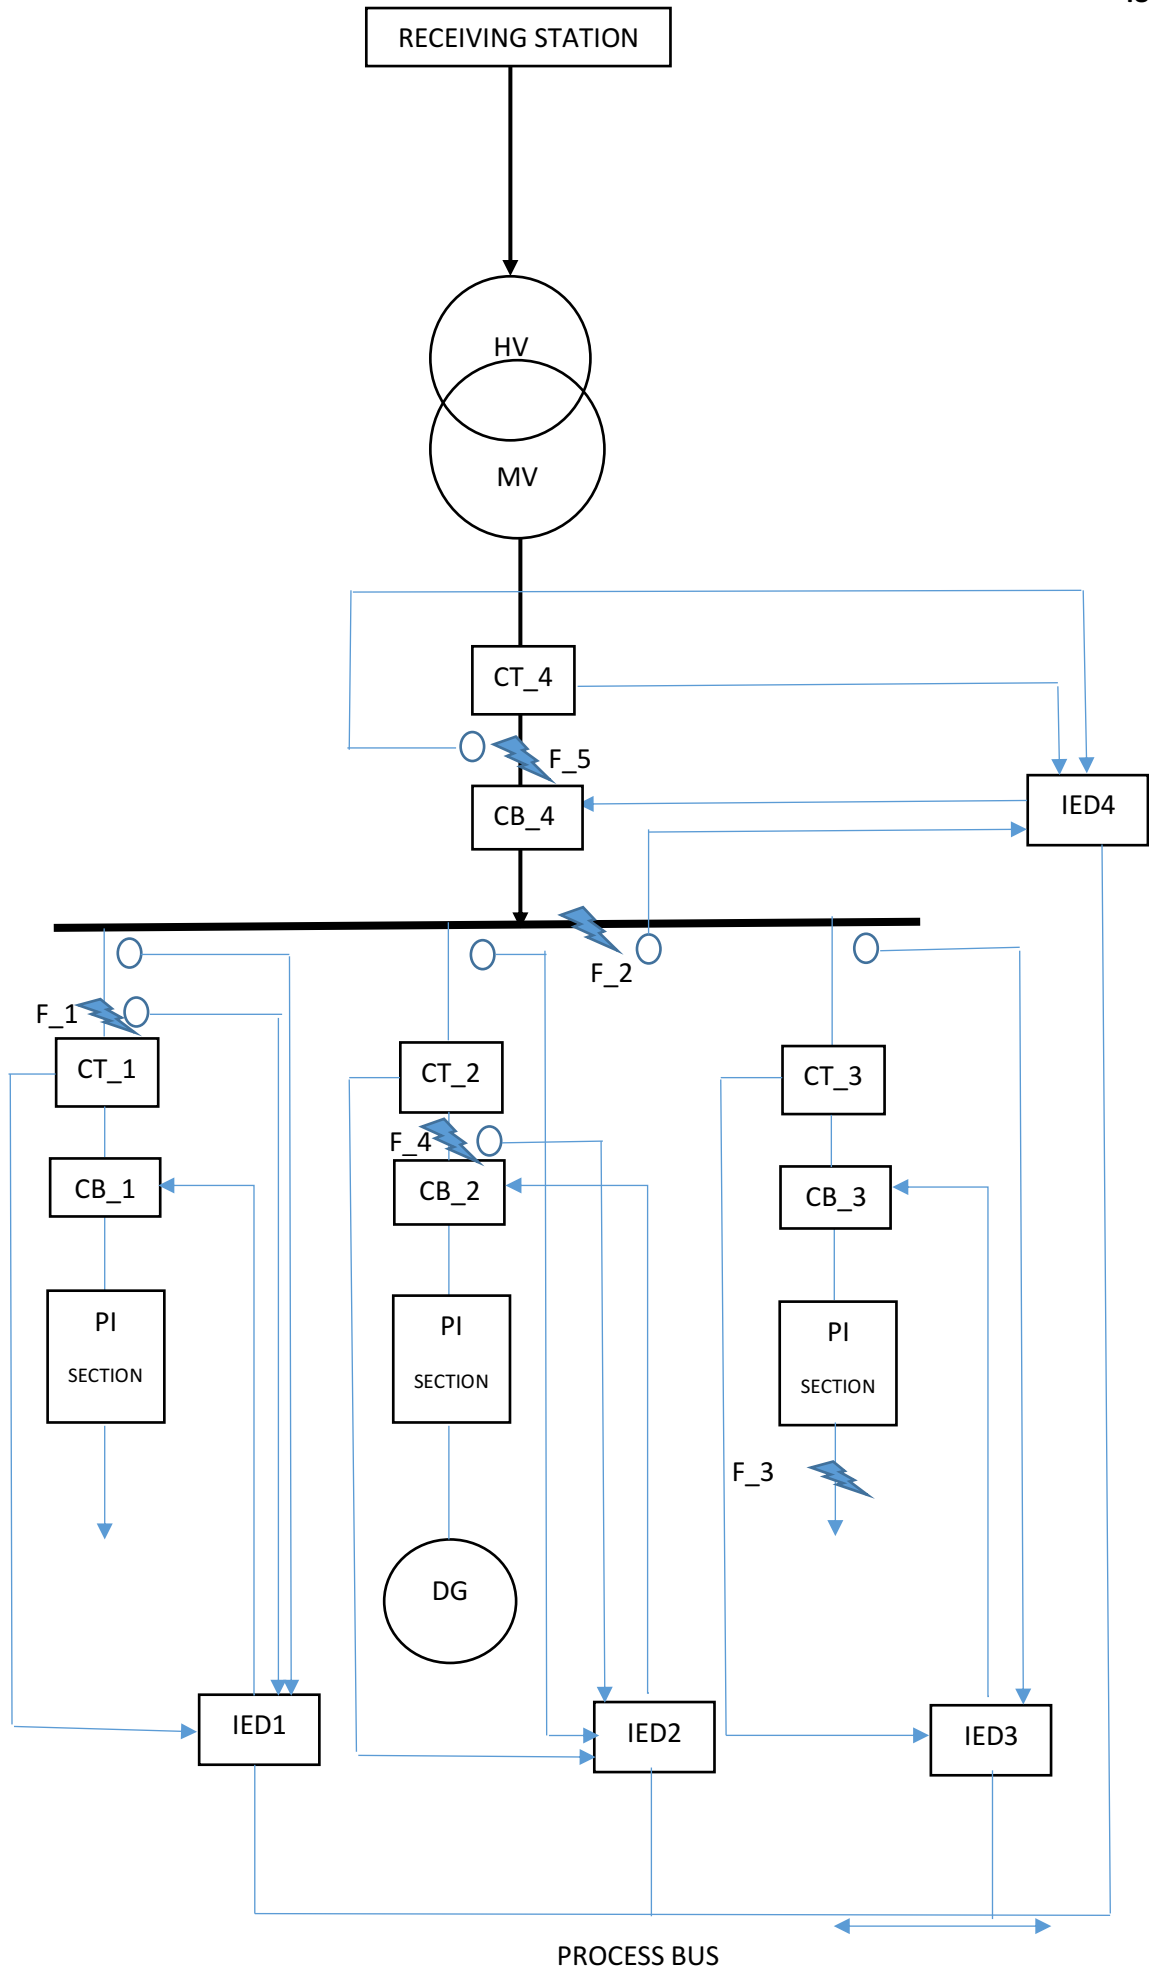 RECEIVING STATION
HV
MV
CT_4
F_5
CB_4
IED4
F_2
F_1
CT_1
CT_2
CT_3
F_4
CB_1
CB_2
CB_3
PI
SECTION
PI
SECTION
PI
SECTION
F_3
DG
IED1
IED2
IED3
PROCESS BUS